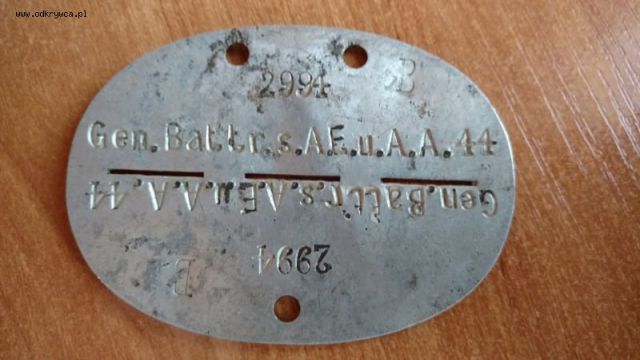 www.odkrywca.pl
2994 B
Gen.Battr.s.A.E.u.A.A.44
Gen.Battr.s.A.E.u.A.A.44
2994
B